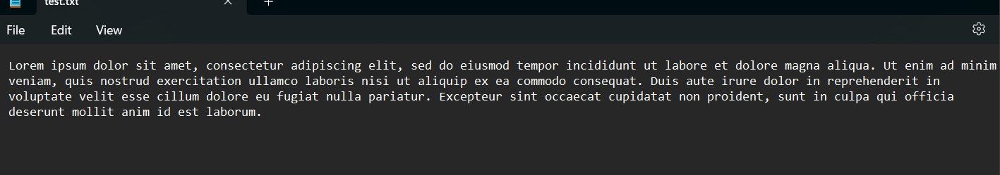 test.txt
File Edit View
Lorem ipsum dolor sit amet, consectetur adipiscing elit, sed do eiusmod tempor incididunt ut labore et dolore magna aliqua. Ut enim ad minim
veniam, quis nostrud exercitation ullamco laboris nisi ut aliquip ex ea commodo consequat. Duis aute irure dolor in reprehenderit in
voluptate velit esse cillum dolore eu fugiat nulla pariatur. Excepteur sint occaecat cupidatat non proident, sunt in culpa qui officia
deserunt mollit anim id est laborum.